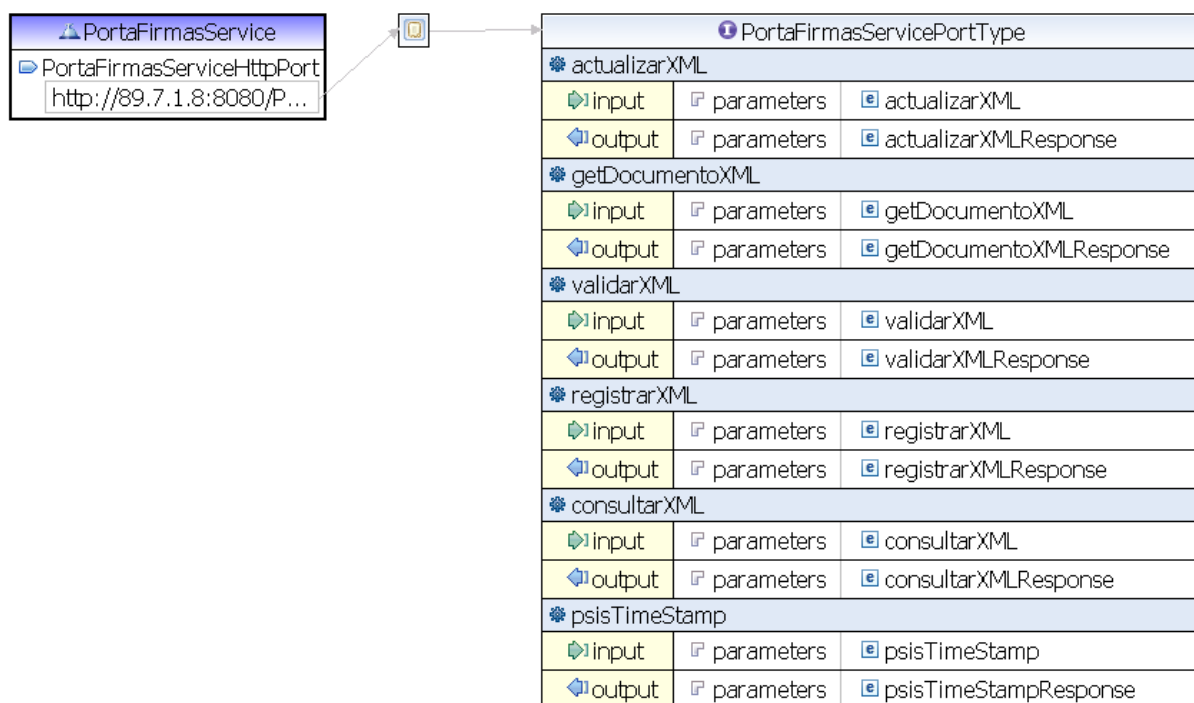 PortaFirmasService
PortaFirmasServiceHttpPort
http://89.7.1.8:8080/P...
PortaFirmasServicePortType
actualizarXML
input parameters actualizarXML
output parameters actualizarXMLResponse
getDocumentoXML
input parameters getDocumentoXML
output parameters getDocumentoXMLResponse
validarXML
input parameters validarXML
output parameters validarXMLResponse
registrarXML
input parameters registrarXML
output parameters registrarXMLResponse
consultarXML
input parameters consultarXML
output parameters consultarXMLResponse
psisTimeStamp
input parameters psisTimeStamp
output parameters psisTimeStampResponse